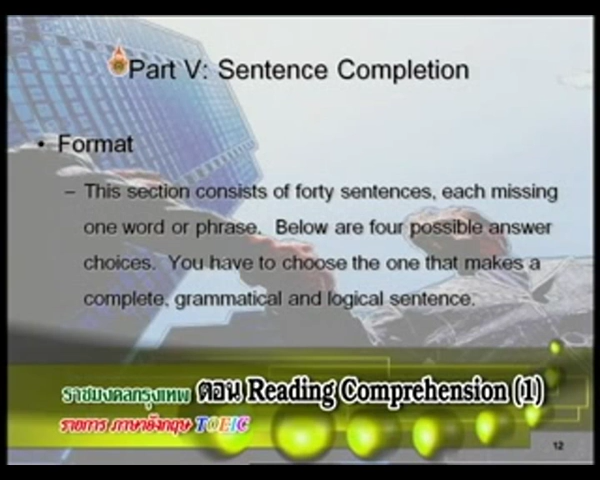 Part V: Sentence Completion
• Format
– This section consists of forty sentences, each missing
one word or phrase. Below are four possible answer
choices. You have to choose the one that makes a
complete, grammatical and logical sentence.
ราชมงคลกรุงเทพ ตอน Reading Comprehension (1)
รายการ ภาษาอังกฤษ TOEIC
12